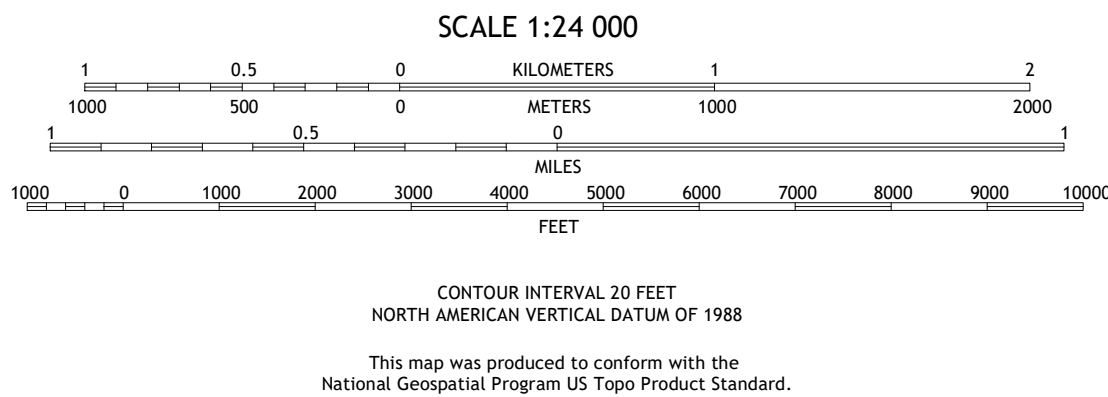 SCALE 1:24 000
1 0.5 0 KILOMETERS 1 2
1000 500 0 METERS 1000 2000
1 0.5 0 1
MILES
1000 0 1000 2000 3000 4000 5000 6000 7000 8000 9000 10000
FEET
CONTOUR INTERVAL 20 FEET
NORTH AMERICAN VERTICAL DATUM OF 1988
This map was produced to conform with the
National Geospatial Program US Topo Product Standard.